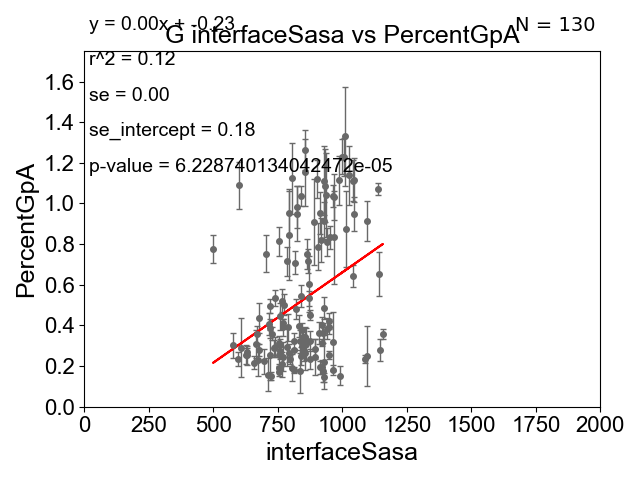 y = 0.00x + -0.23
N = 130
G interfaceSasa vs PercentGpA
r^2 = 0.12
se = 0.00
se_intercept = 0.18
p-value = 6.228740134042472e-05
PercentGpA
1.6
1.4
1.2
1.0
0.8
0.6
0.4
0.2
0.0
0 250 500 750 1000 1250 1500 1750 2000
interfaceSasa